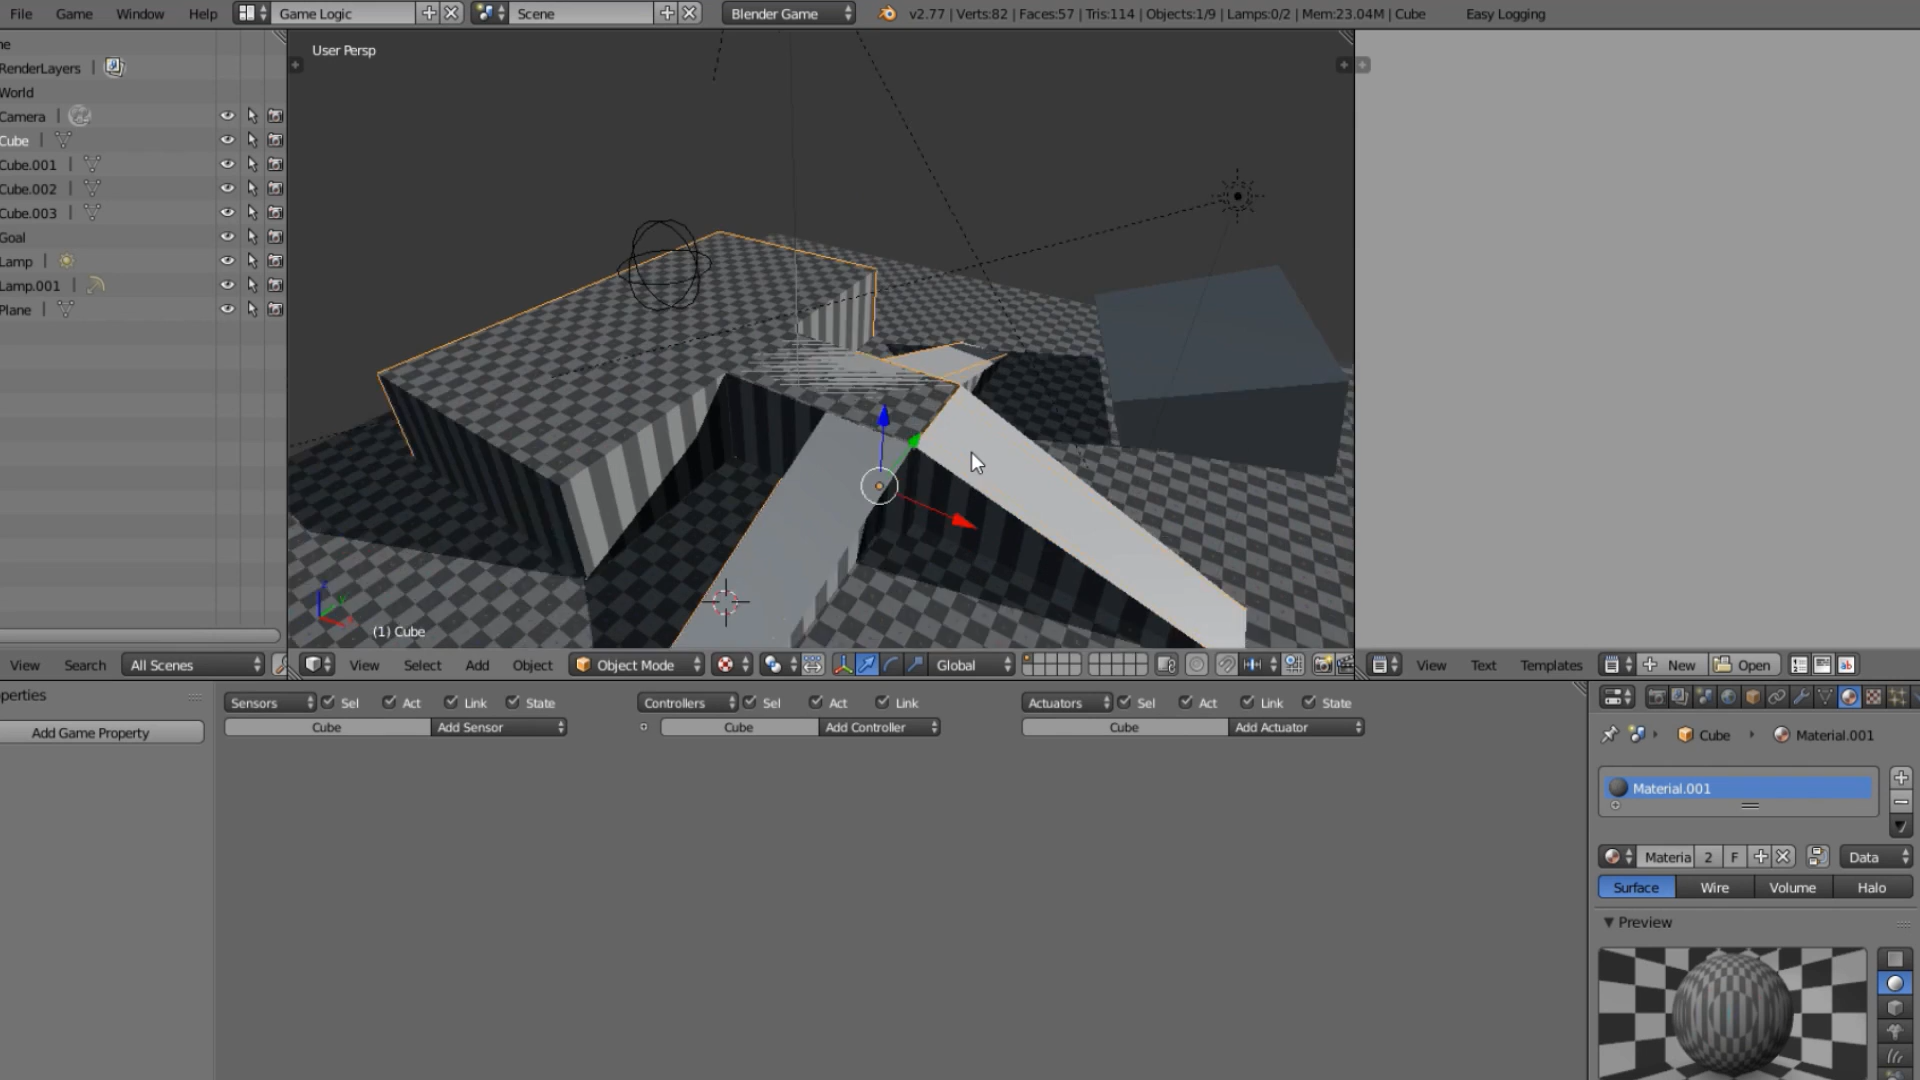 File Game Window Help Game Logic Scene Blender Game v2.77 | Verts:82 | Faces:57 | Tris:114 | Objects:1/9 | Lamps:0/2 | Mem:23.04M | Cube Easy Logging
ne
RenderLayers |
World
Camera |
Cube |
Cube.001 |
Cube.002 |
Cube.003 |
Goal
Lamp |
Lamp.001 |
Plane |
User Persp
(1) Cube
View Search All Scenes
View Select Add Object Object Mode Global
View Text Templates New Open
perties
Add Game Property
Sensors Sel Act Link State
Cube Add Sensor
Controllers Sel Act Link
Cube Add Controller
Actuators Sel Act Link State
Cube Add Actuator
Cube Material.001
Material.001
Materia 2 F Data
Surface Wire Volume Halo
Preview